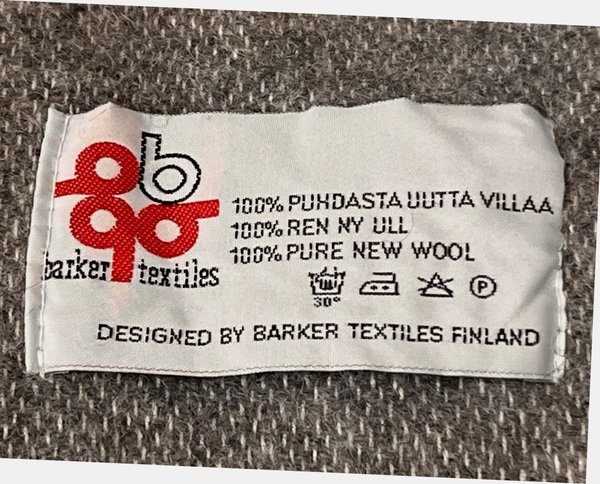 b
barker textiles
100% PUHDASTA UUTTA VILLAA
100% REN NY ULL
100% PURE NEW WOOL
30°
P
DESIGNED BY BARKER TEXTILES FINLAND